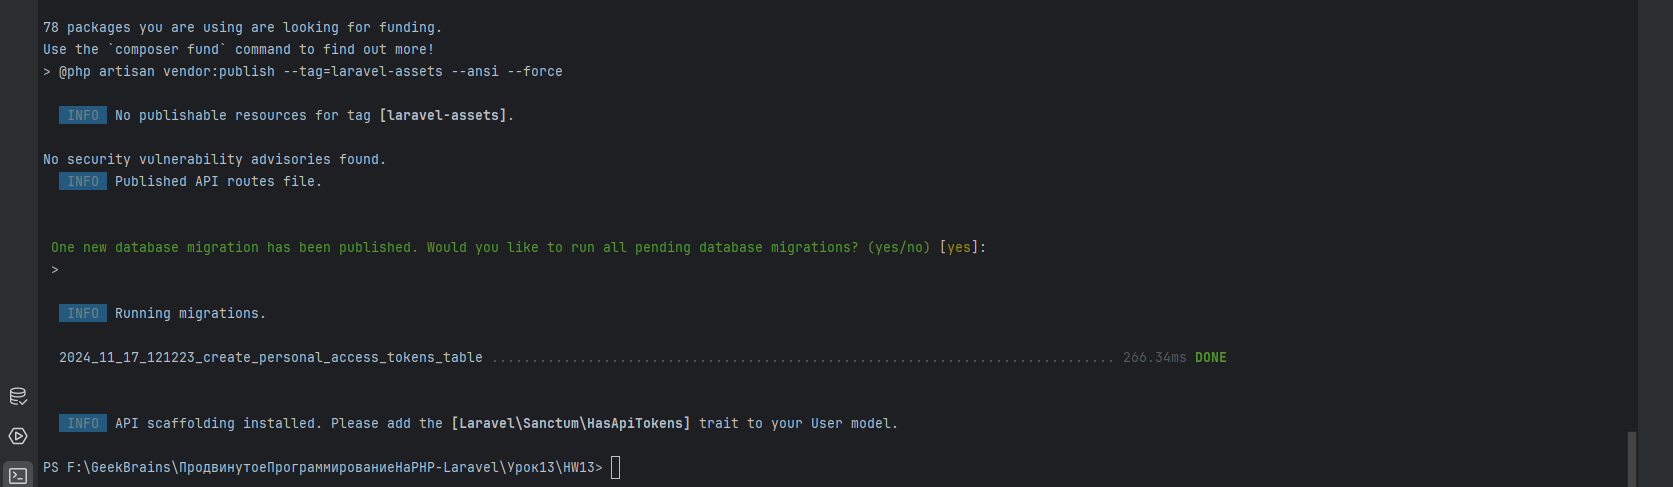 78 packages you are using are looking for funding.
Use the `composer fund` command to find out more!
> @php artisan vendor:publish --tag=laravel-assets --ansi --force
INFO No publishable resources for tag [laravel-assets].
No security vulnerability advisories found.
INFO Published API routes file.
One new database migration has been published. Would you like to run all pending database migrations? (yes/no) [yes]:
>
INFO Running migrations.
2024_11_17_121223_create_personal_access_tokens_table .............................................................................. 266.34ms DONE
INFO API scaffolding installed. Please add the [Laravel\Sanctum\HasApiTokens] trait to your User model.
PS F:\GeekBrains\ПродвинутоеПрограммированиеНаPHP-Laravel\Урок13\HW13>